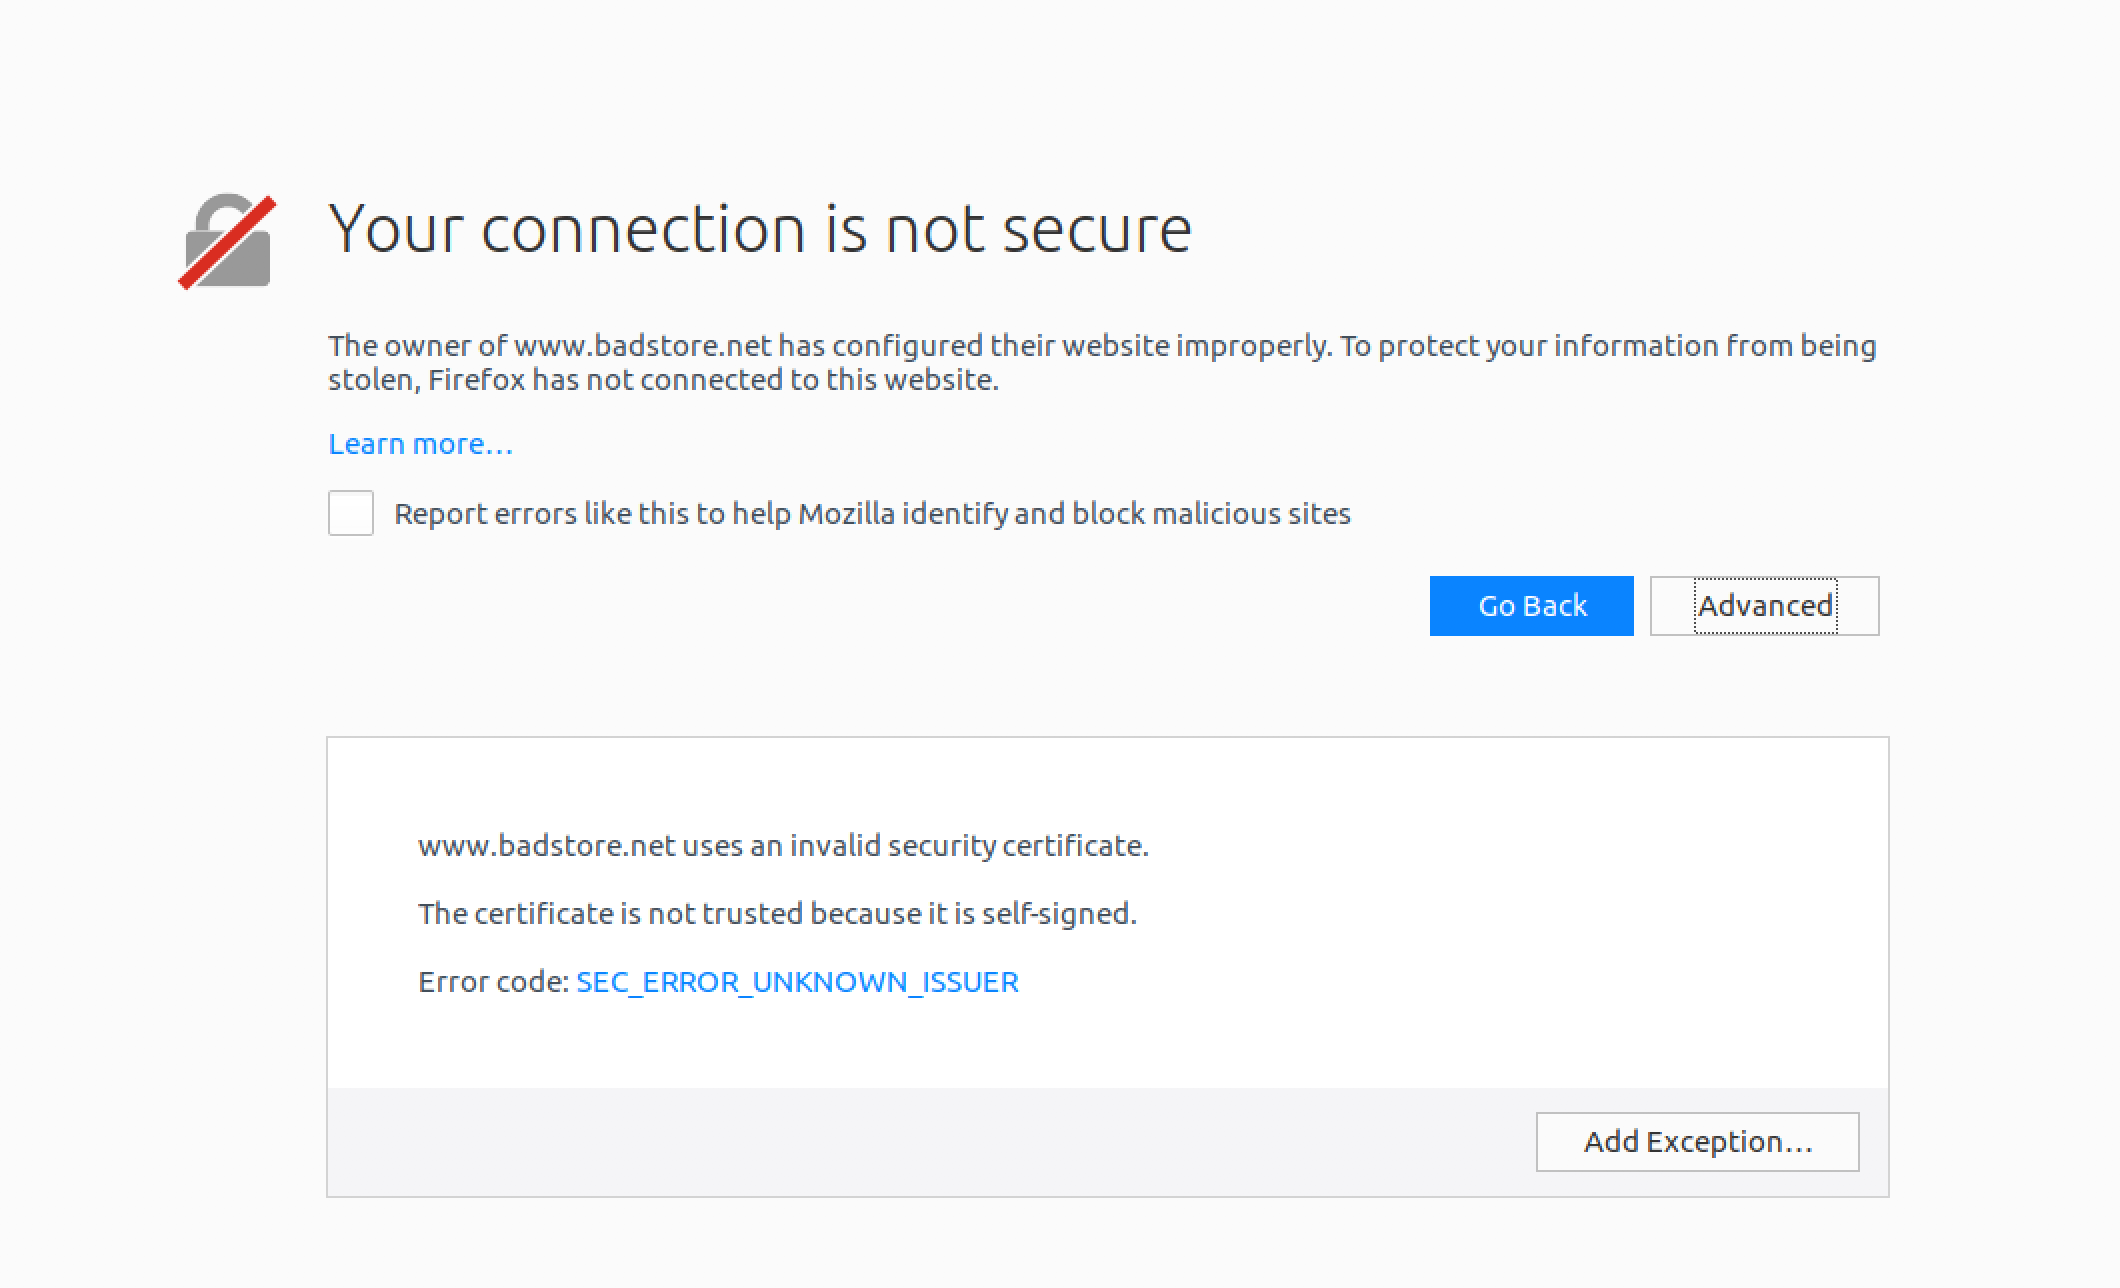 Your connection is not secure
The owner of www.badstore.net has configured their website improperly. To protect your information from being
stolen, Firefox has not connected to this website.
Learn more…
Report errors like this to help Mozilla identify and block malicious sites
Go Back
Advanced
www.badstore.net uses an invalid security certificate.
The certificate is not trusted because it is self-signed.
Error code: SEC_ERROR_UNKNOWN_ISSUER
Add Exception…